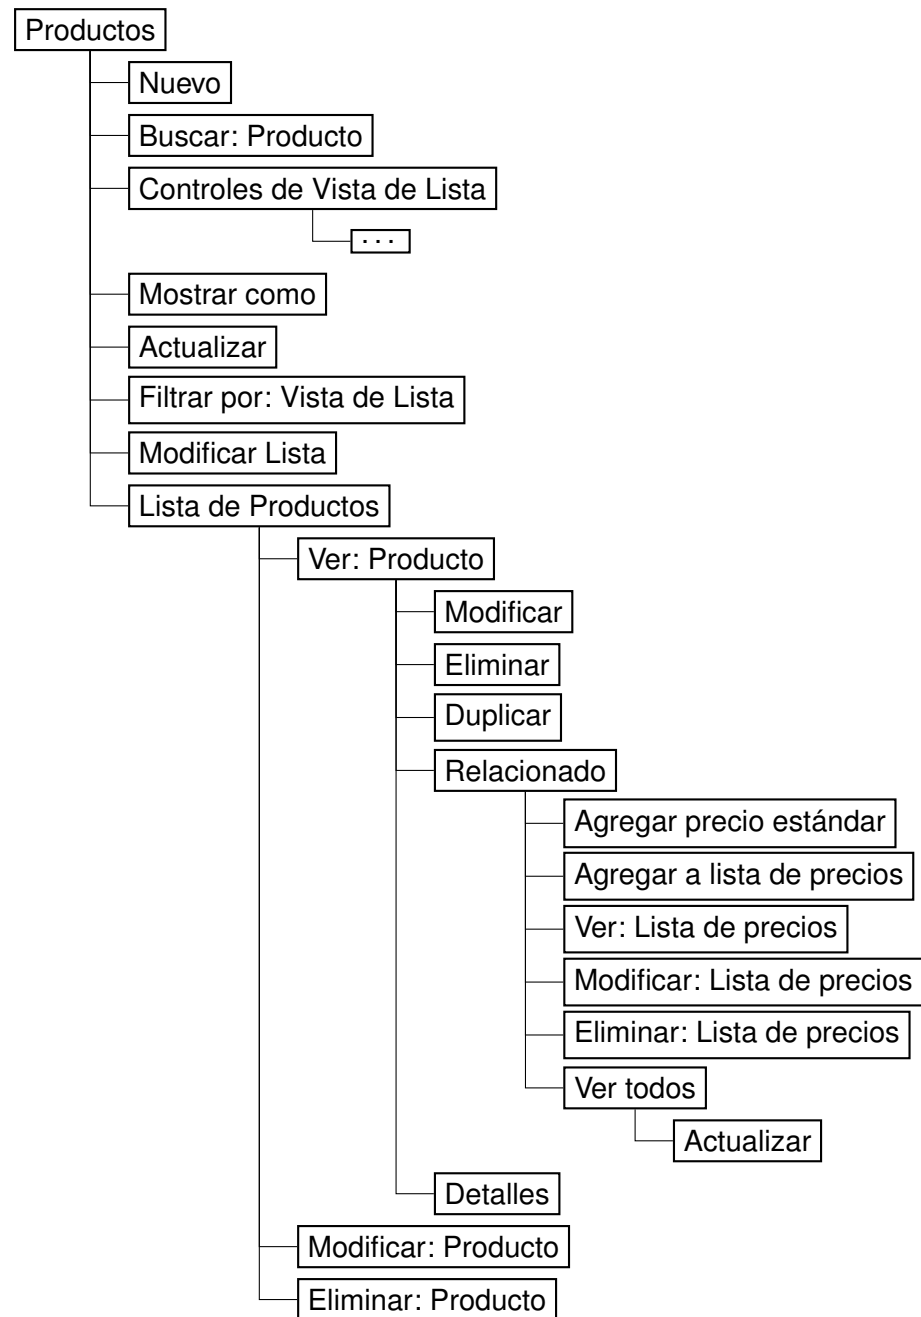 Productos
Nuevo
Buscar: Producto
Controles de Vista de Lista
...
Mostrar como
Actualizar
Filtrar por: Vista de Lista
Modificar Lista
Lista de Productos
Ver: Producto
Modificar
Eliminar
Duplicar
Relacionado
Agregar precio estándar
Agregar a lista de precios
Ver: Lista de precios
Modificar: Lista de precios
Eliminar: Lista de precios
Ver todos
Actualizar
Detalles
Modificar: Producto
Eliminar: Producto